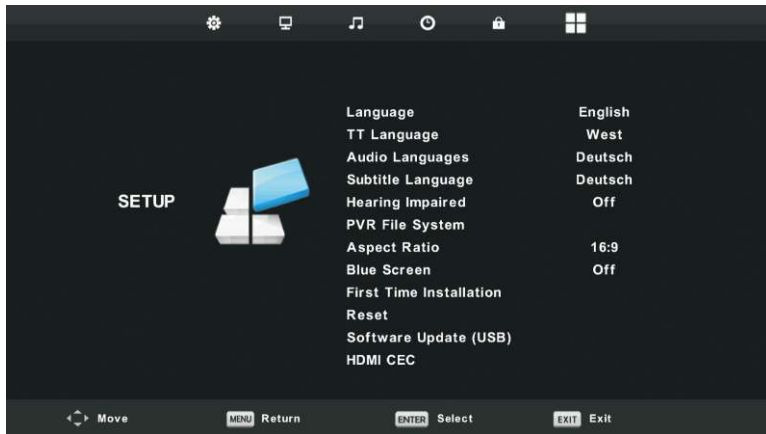 Language English
TT Language West
Audio Languages Deutsch
Subtitle Language Deutsch
SETUP
Hearing Impaired Off
PVR File System
Aspect Ratio 16:9
Blue Screen Off
First Time Installation
Reset
Software Update (USB)
HDMI CEC
Move MENU Return ENTER Select EXIT Exit